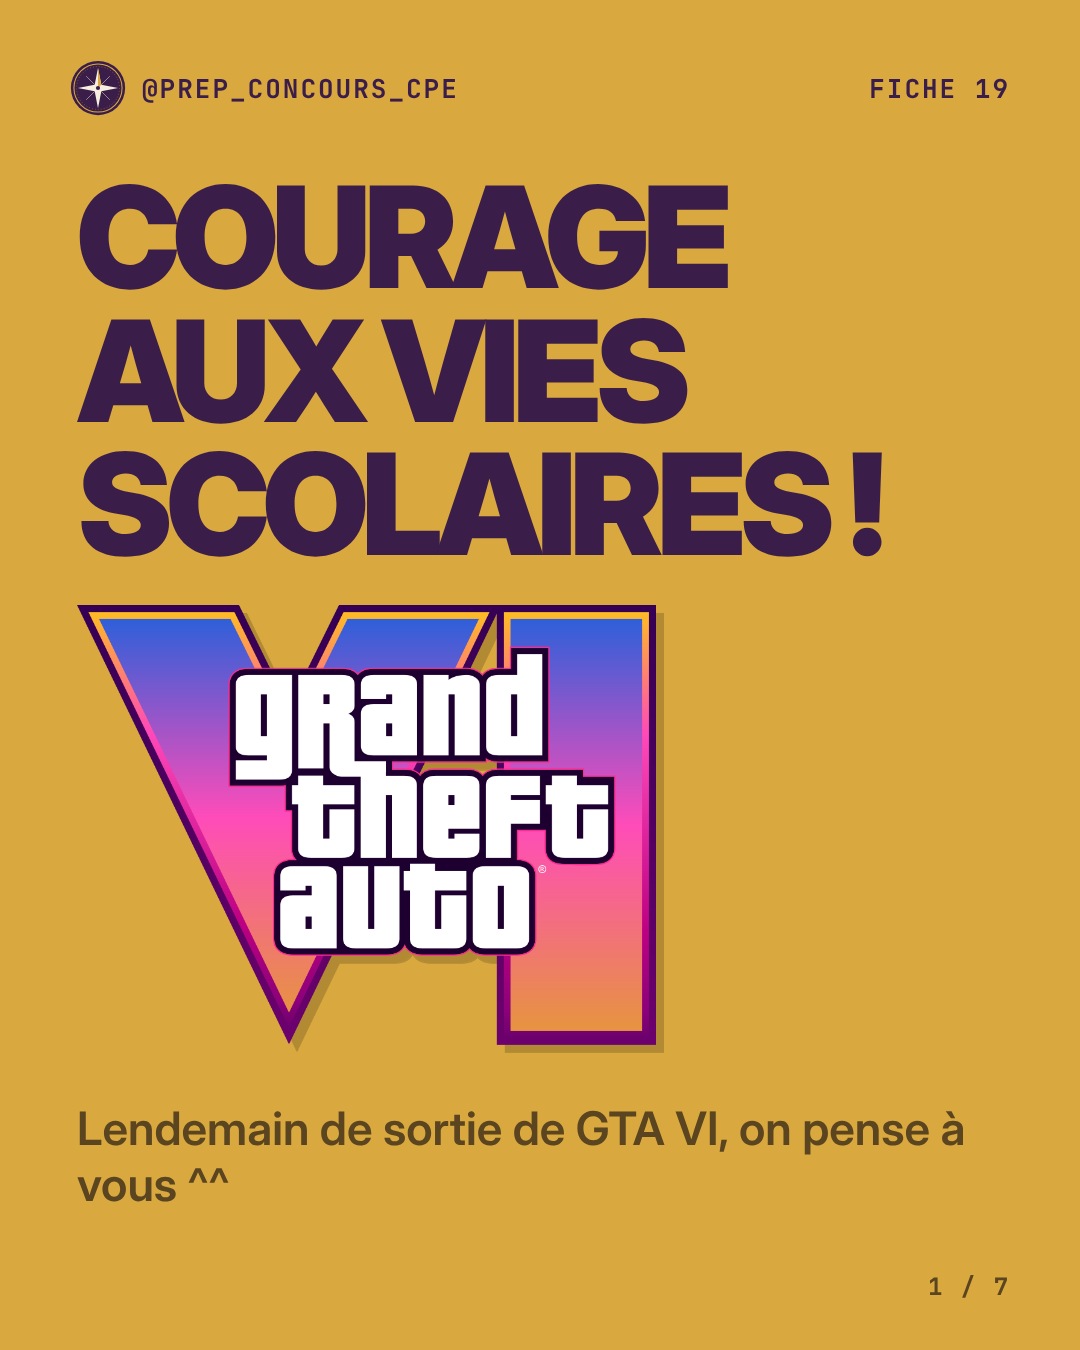 @PREP_CONCOURS_CPE
FICHE 19
COURAGE
AUX VIES
SCOLAIRES !
VI
grand
theft
auto
®
Lendemain de sortie de GTA VI, on pense à
vous ^^
1 / 7